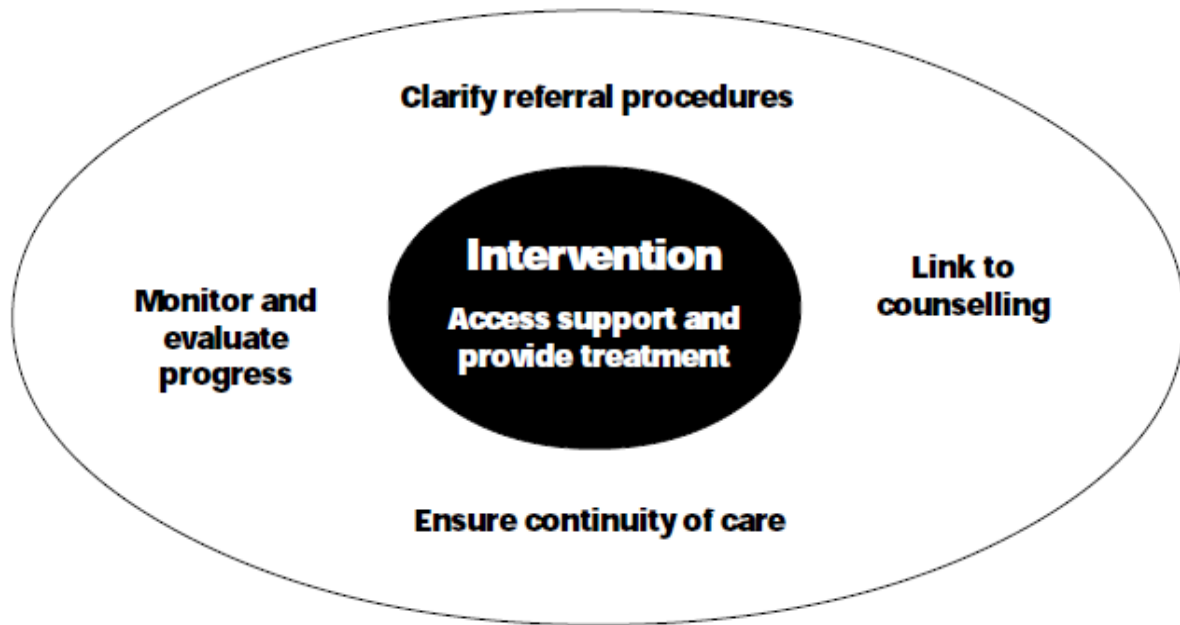 Clarify referral procedures
Intervention
Access support and
provide treatment
Link to
counselling
Monitor and
evaluate
progress
Ensure continuity of care